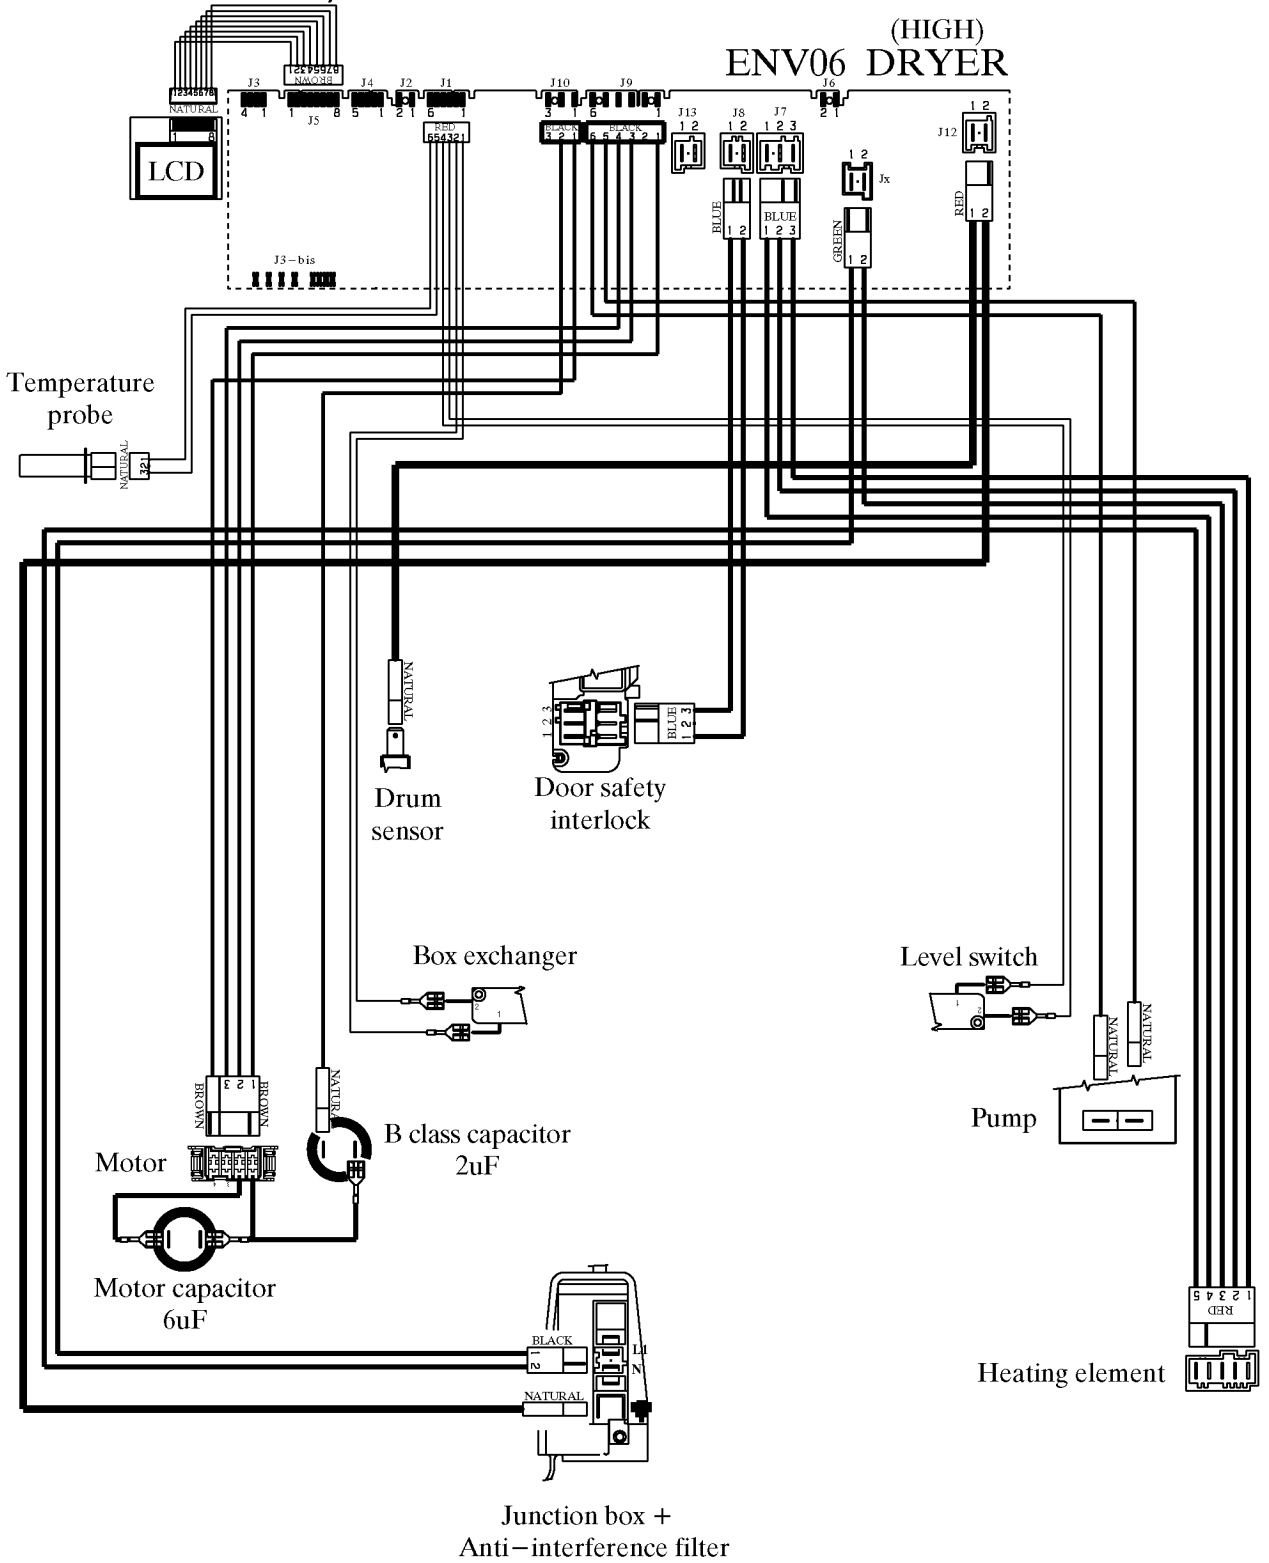 (HIGH)
ENV06 DRYER
12345678
NATURAL
1 8
LCD
87654321
BROWN
J3
4 1
1 8
J5
J4
5 1
J2
2 1
J1
6 1
RED
654321
J10
3 1
BLACK
3 2 1
J9
6 1
BLACK
6 5 4 3 2 1
J13
1 2
J8
1 2
J7
1 2 3
J6
2 1
J12
1 2
Jx
1 2
BLUE
1 2
BLUE
1 2 3
GREEN
1 2
RED
1 2
J3-bis
Temperature
probe
NATURAL
321
NATURAL
Drum
sensor
3
2
1
BLUE
3
2
1
Door safety
interlock
Box exchanger
2
1
Level switch
1
2
NATURAL
NATURAL
Pump
BROWN
3 2 1
BROWN
Motor
NATURAL
B class capacitor
2uF
Motor capacitor
6uF
BLACK
1
2
L1
N
NATURAL
5 4 3 2 1
RED
Heating element
Junction box +
Anti-interference filter